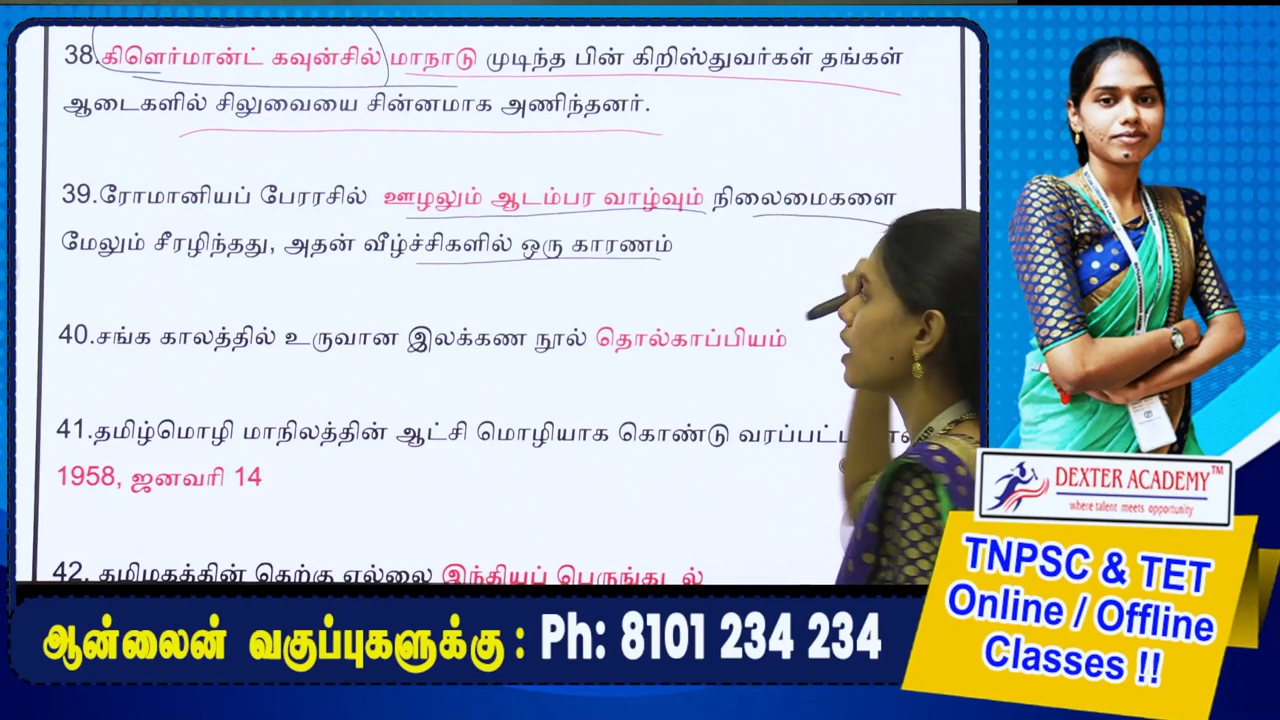 38.கிளெர்மான்ட் கவுன்சில் மாநாடு முடிந்த பின் கிறிஸ்துவர்கள் தங்கள்
ஆடைகளில் சிலுவையை சின்னமாக அணிந்தனர்.
39.ரோமானியப் பேரரசில் ஊழலும் ஆடம்பர வாழ்வும் நிலைமைகளை
மேலும் சீரழிந்தது, அதன் வீழ்ச்சிகளில் ஒரு காரணம்
40.சங்க காலத்தில் உருவான இலக்கண நூல் தொல்காப்பியம்
41.தமிழ்மொழி மாநிலத்தின் ஆட்சி மொழியாக கொண்டு
1958, ஜனவரி 14
42. தமிழகத்தின் தெற்கு எல்லை இந்தியப் பெருங்கடல்
DEXTER ACADEMY™
where talent meets opportunity
TNPSC & TET
Online / Offline
Classes !!
ஆன்லைன் வகுப்புகளுக்கு : Ph: 8101 234 234